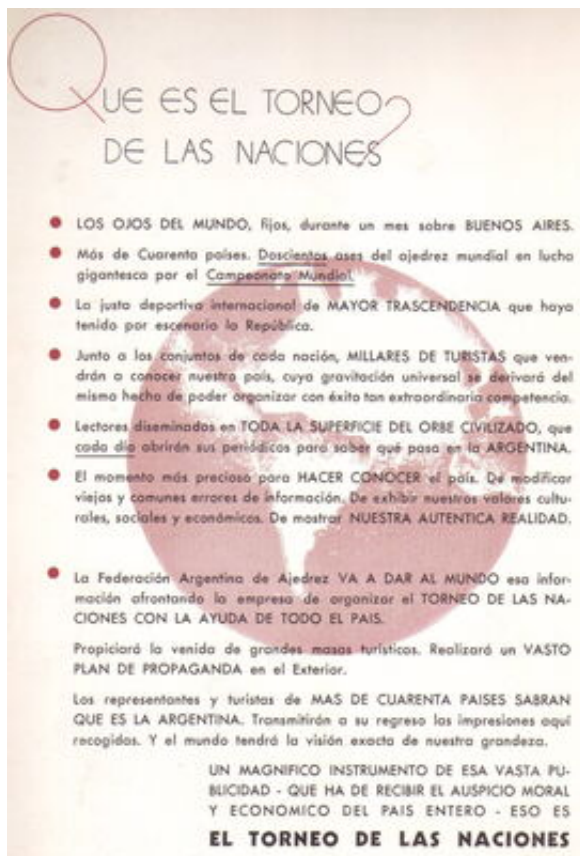 QUE ES EL TORNEO
DE LAS NACIONES?
LOS OJOS DEL MUNDO, fijos, durante un mes sobre BUENOS AIRES.
Más de Cuarenta países. Doscientos ases del ajedrez mundial en lucha
gigantesca por el Campeonato Mundial.
La justa deportiva internacional de MAYOR TRASCENDENCIA que haya
tenido por escenario la República.
Junto a los conjuntos de cada nación, MILLARES DE TURISTAS que ven-
drán a conocer nuestro país, cuya gravitación universal se derivará del
mismo hecho de poder organizar con éxito tan extraordinaria competencia.
Lectores diseminados en TODA LA SUPERFICIE DEL ORBE CIVILIZADO, que
cada día abrirán sus periódicos para saber qué pasa en la ARGENTINA.
El momento más precioso para HACER CONOCER el país. De modificar
viejos y comunes errores de información. De exhibir nuestros valores cultu-
rales, sociales y económicos. De mostrar NUESTRA AUTENTICA REALIDAD.
La Federación Argentina de Ajedrez VA A DAR AL MUNDO esa infor-
mación afrontando la empresa de organizar el TORNEO DE LAS NA-
CIONES CON LA AYUDA DE TODO EL PAIS.
Propiciará la venida de grandes masas turísticas. Realizará un VASTO
PLAN DE PROPAGANDA en el Exterior.
Los representantes y turistas de MAS DE CUARENTA PAISES SABRAN
QUE ES LA ARGENTINA. Transmitirán a su regreso las impresiones aquí
recogidas. Y el mundo tendrá la visión exacta de nuestra grandeza.
UN MAGNIFICO INSTRUMENTO DE ESA VASTA PU-
BLICIDAD - QUE HA DE RECIBIR EL AUSPICIO MORAL
Y ECONOMICO DEL PAIS ENTERO - ESO ES
EL TORNEO DE LAS NACIONES